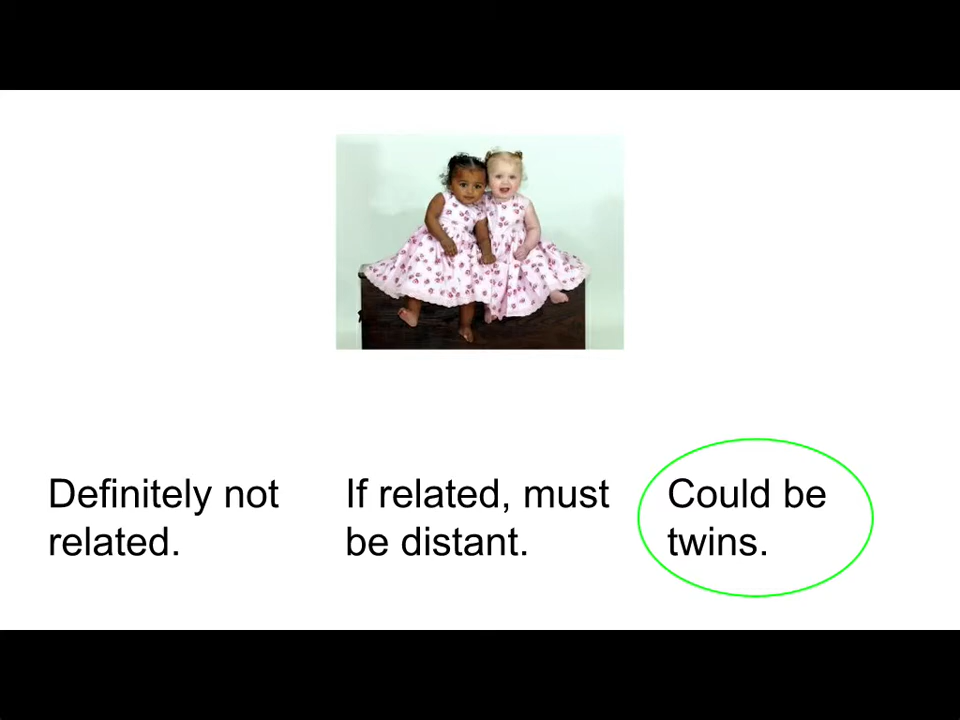 Definitely not
related.
If related, must
be distant.
Could be
twins.